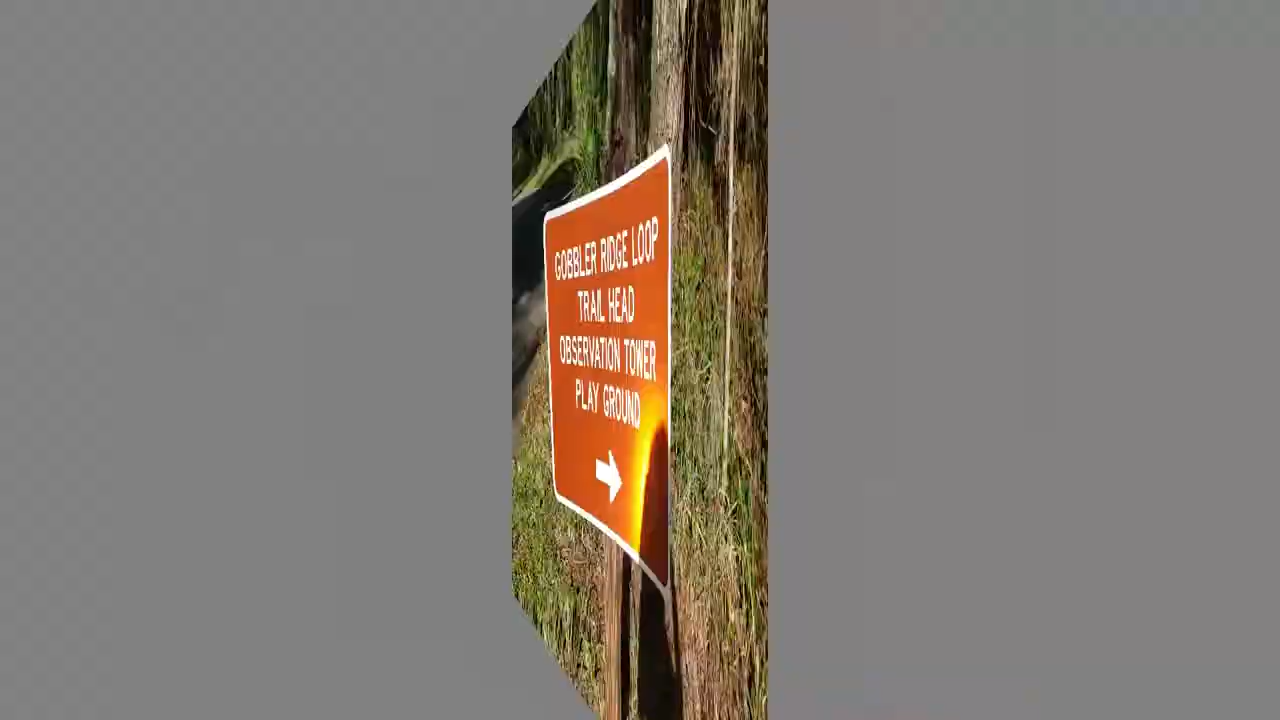 GOBBLER RIDGE LOOP
TRAIL HEAD
OBSERVATION TOWER
PLAY GROUND